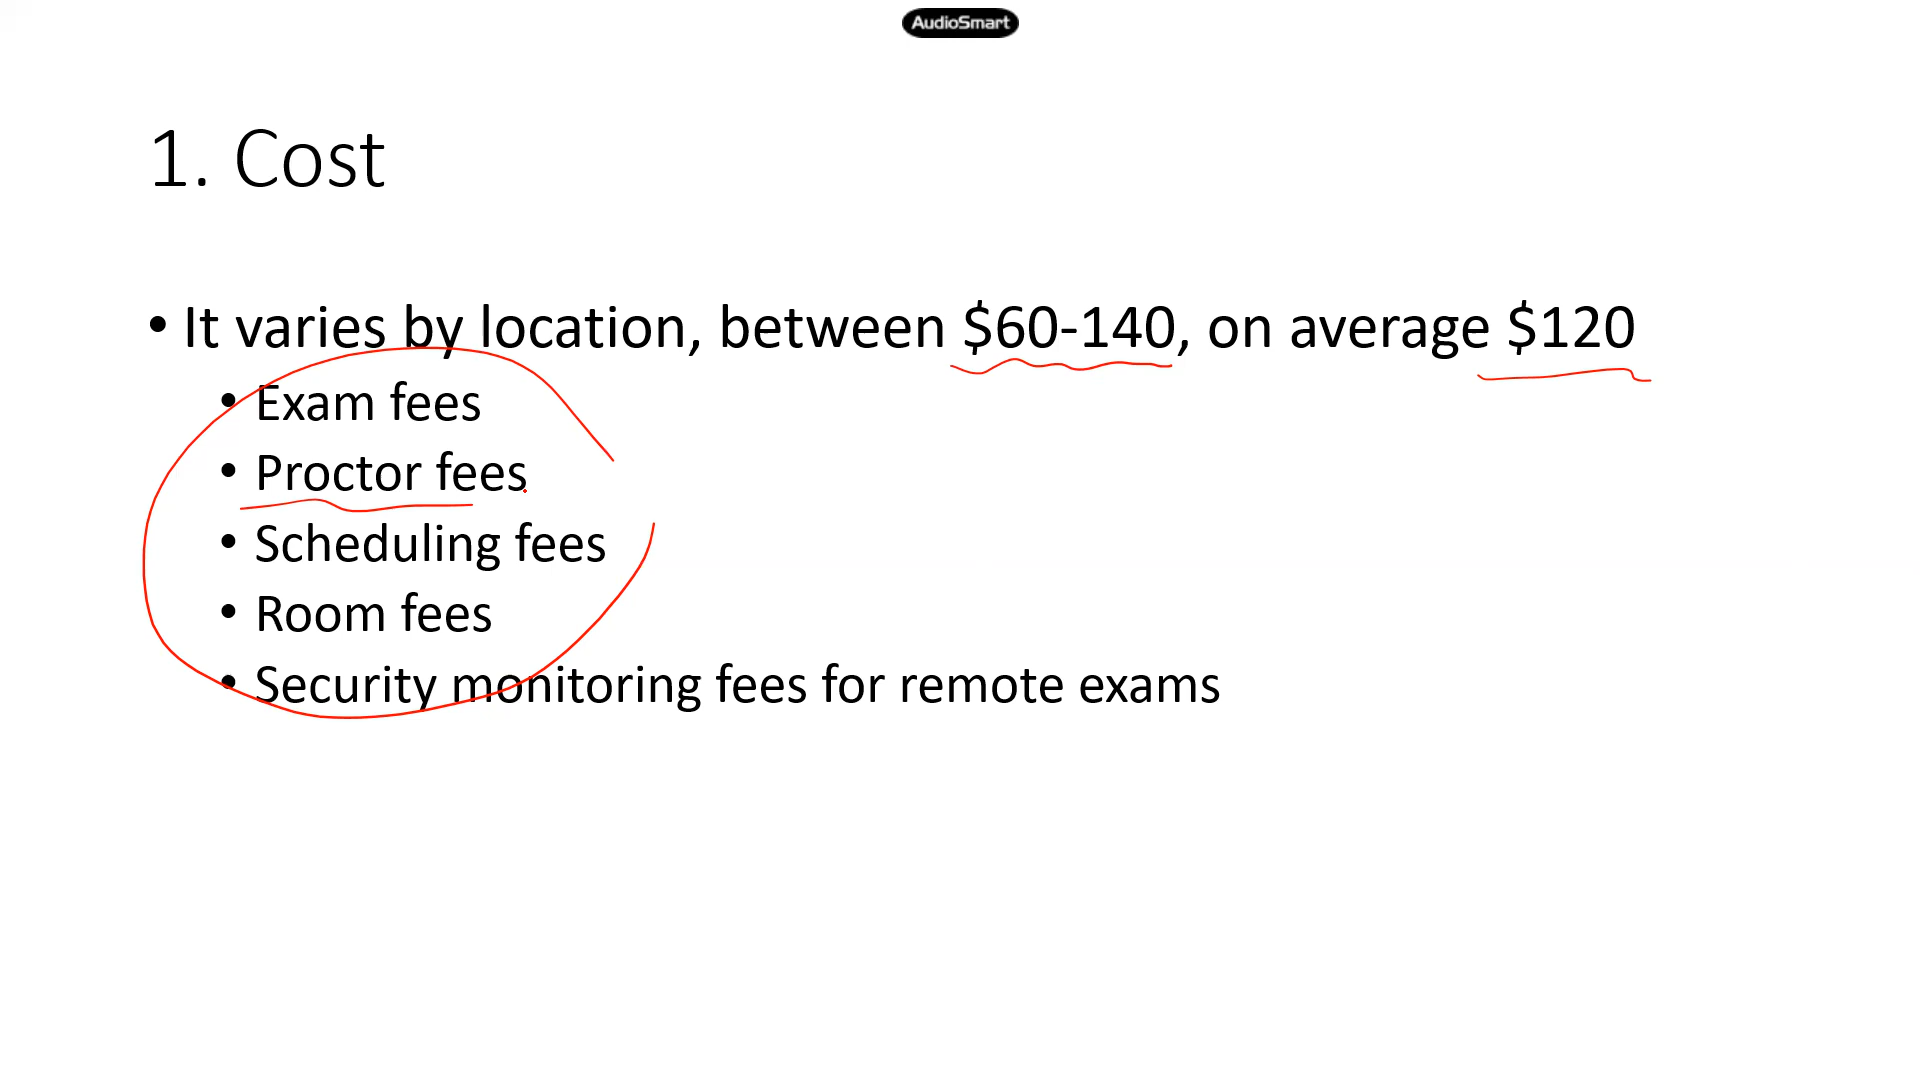 AudioSmart
1. Cost
• It varies by location, between $60-140, on average $120
• Exam fees
• Proctor fees
• Scheduling fees
• Room fees
• Security monitoring fees for remote exams